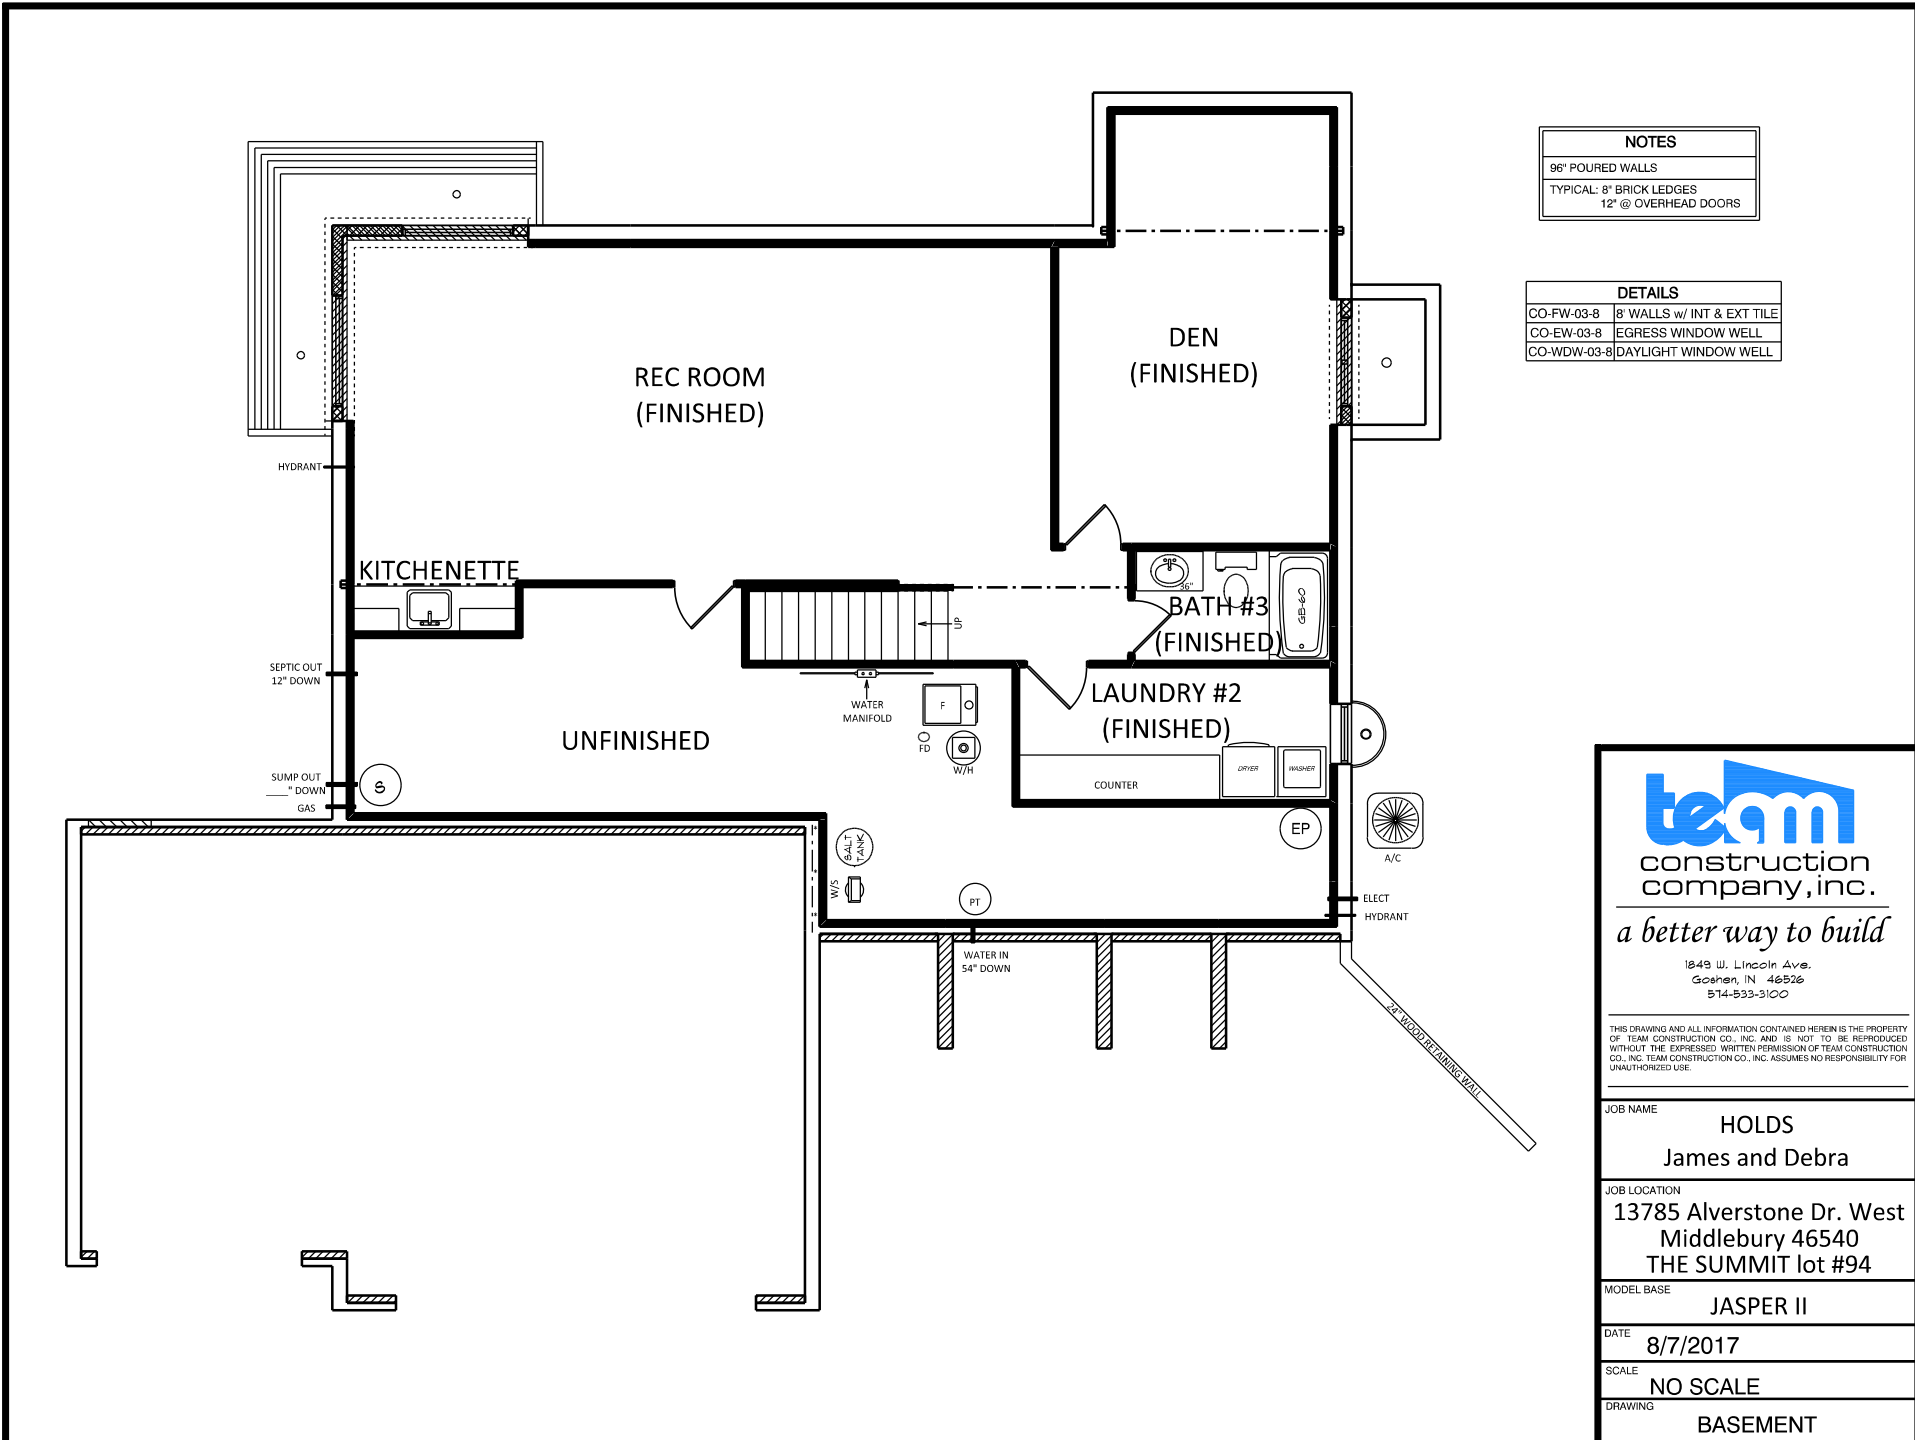 NOTES
96" POURED WALLS
TYPICAL: 8" BRICK LEDGES
12" @ OVERHEAD DOORS
DETAILS
CO-FW-03-8 8' WALLS w/ INT & EXT TILE
CO-EW-03-8 EGRESS WINDOW WELL
CO-WDW-03-8 DAYLIGHT WINDOW WELL
DEN
(FINISHED)
REC ROOM
(FINISHED)
HYDRANT
KITCHENETTE
36"
BATH #3
(FINISHED)
GB-60
UP
SEPTIC OUT
12" DOWN
WATER
MANIFOLD
F
FD
W/H
LAUNDRY #2
(FINISHED)
UNFINISHED
DRYER
WASHER
COUNTER
SUMP OUT
____" DOWN
S
GAS
EP
A/C
SALT
TANK
W/S
PT
ELECT
HYDRANT
WATER IN
54" DOWN
24" WOOD RETAINING WALL
team
construction
company, inc.
a better way to build
1849 W. Lincoln Ave.
Goshen, IN 46526
574-533-3100
THIS DRAWING AND ALL INFORMATION CONTAINED HEREIN IS THE PROPERTY
OF TEAM CONSTRUCTION CO., INC. AND IS NOT TO BE REPRODUCED
WITHOUT THE EXPRESSED WRITTEN PERMISSION OF TEAM CONSTRUCTION
CO., INC. TEAM CONSTRUCTION CO., INC. ASSUMES NO RESPONSIBILITY FOR
UNAUTHORIZED USE.
JOB NAME
HOLDS
James and Debra
JOB LOCATION
13785 Alverstone Dr. West
Middlebury 46540
THE SUMMIT lot #94
MODEL BASE
JASPER II
DATE
8/7/2017
SCALE
NO SCALE
DRAWING
BASEMENT